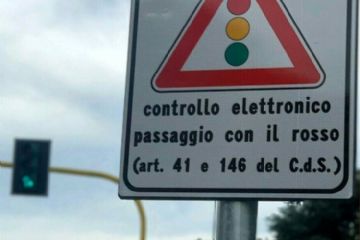 controllo elettronico
passaggio con il rosso
(art. 41 e 146 del C.d.S.)